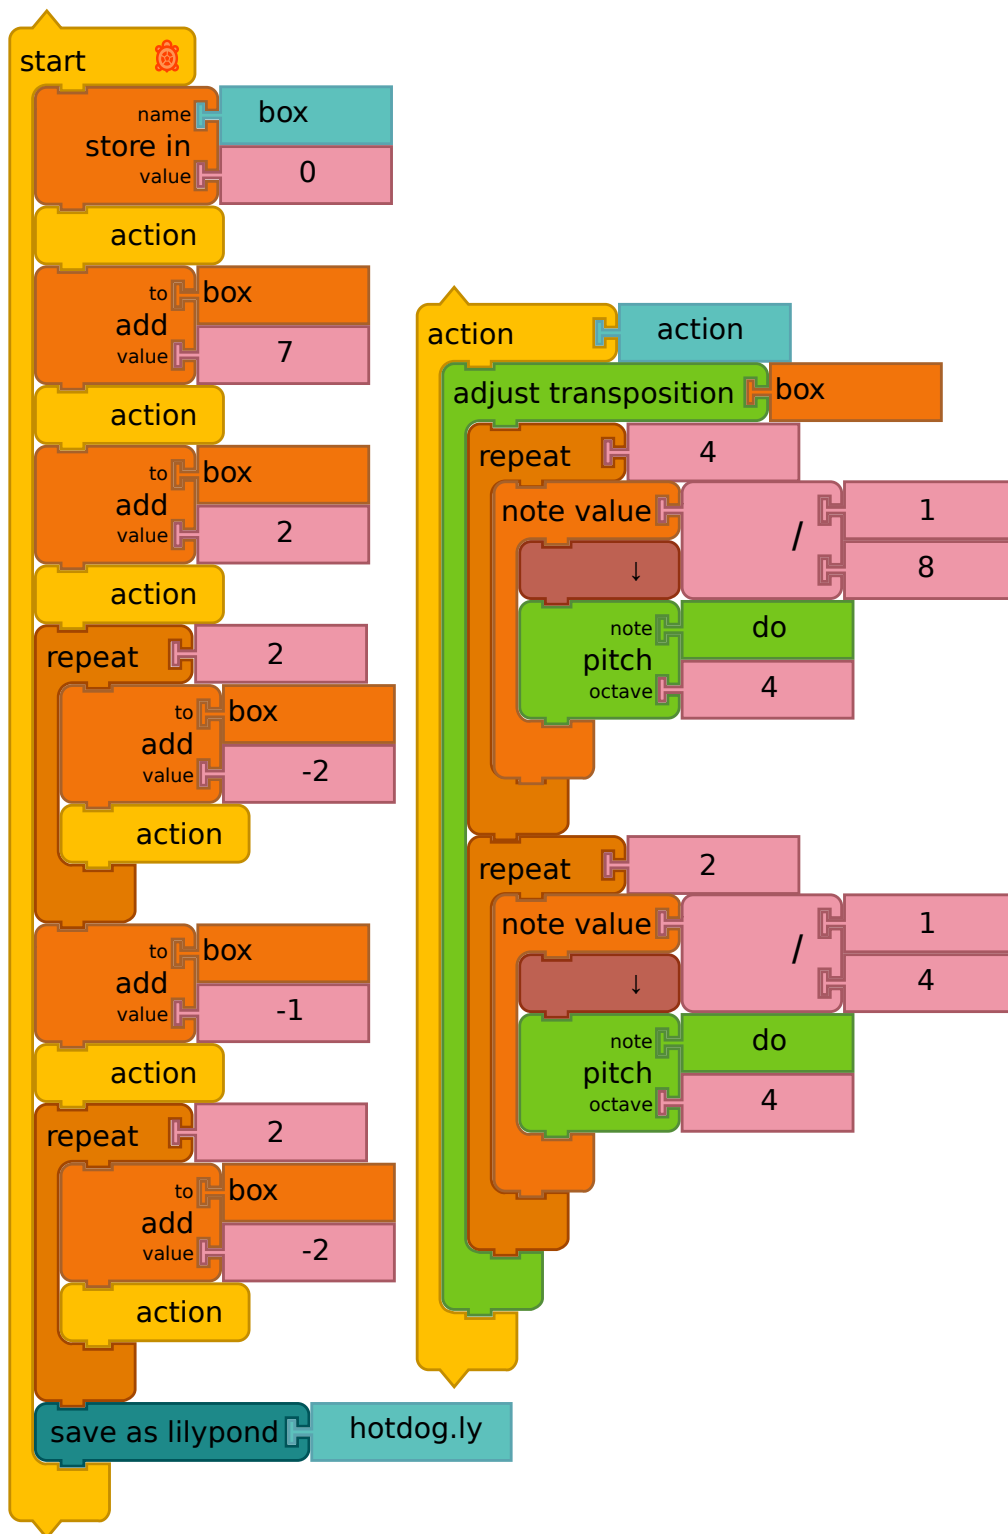 start
name box
store in
value 0
action
to box
add
value 7
action
to box
add
value 2
action
repeat 2
to box
add
value -2
action
to box
add
value -1
action
repeat 2
to box
add
value -2
action
save as lilypond hotdog.ly
action action
adjust transposition box
repeat 4
note value / 1
8
↓
note do
pitch
octave 4
repeat 2
note value / 1
4
↓
note do
pitch
octave 4